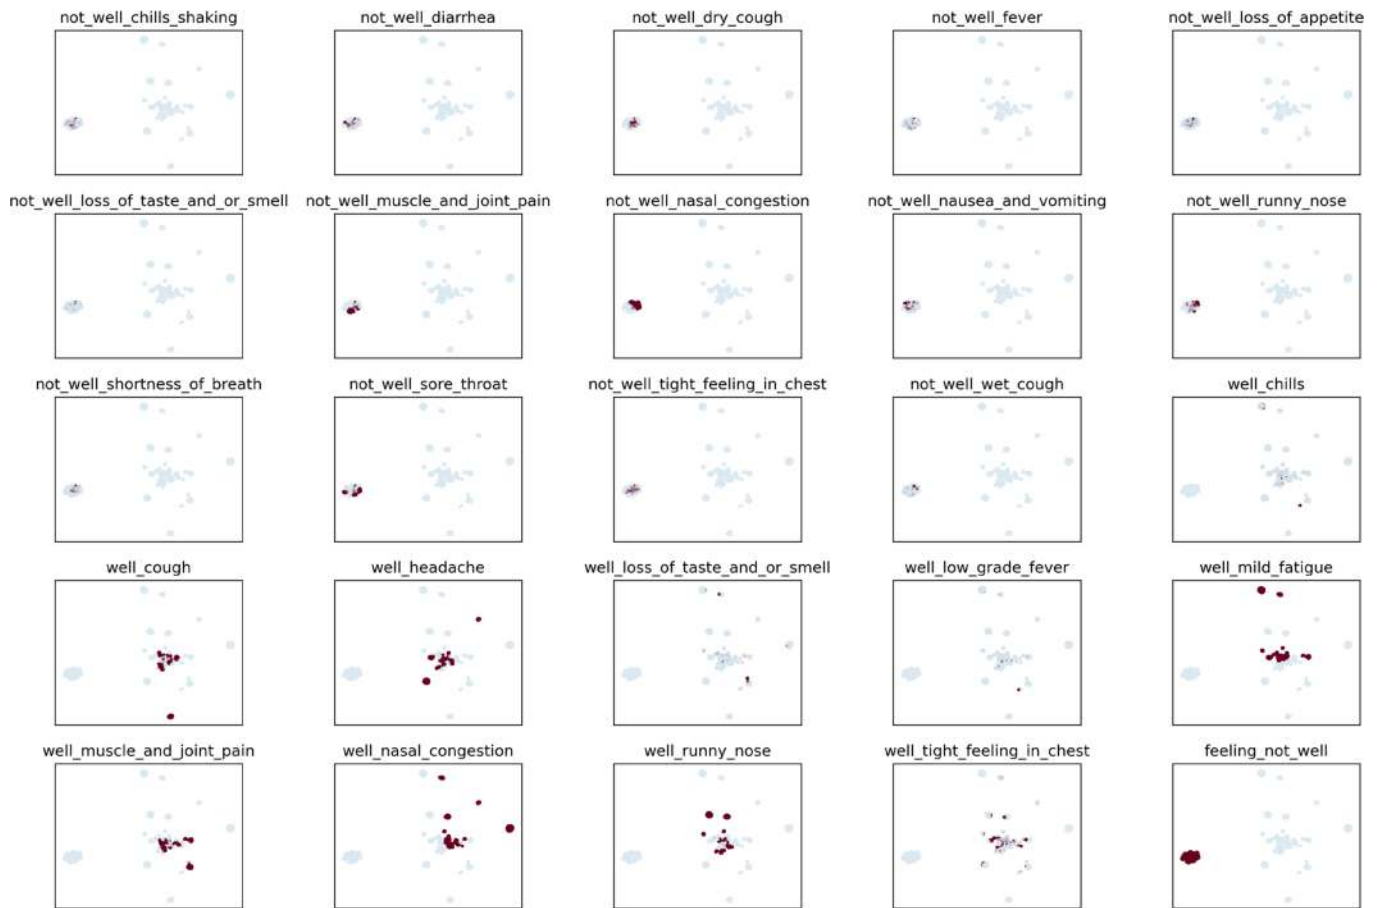 not_well_chills_shaking not_well_diarrhea not_well_dry_cough not_well_fever not_well_loss_of_appetite
not_well_loss_of_taste_and_or_smell not_well_muscle_and_joint_pain not_well_nasal_congestion not_well_nausea_and_vomiting not_well_runny_nose
not_well_shortness_of_breath not_well_sore_throat not_well_tight_feeling_in_chest not_well_wet_cough well_chills
well_cough well_headache well_loss_of_taste_and_or_smell well_low_grade_fever well_mild_fatigue
well_muscle_and_joint_pain well_nasal_congestion well_runny_nose well_tight_feeling_in_chest feeling_not_well